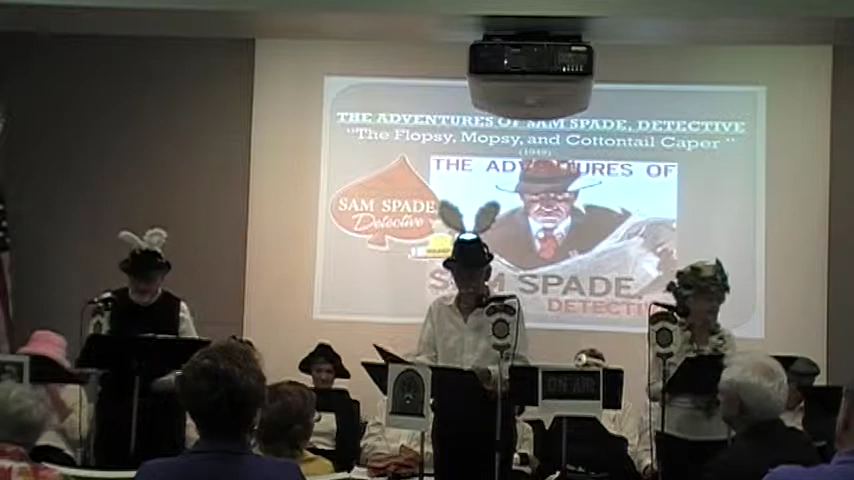 THE ADVENTURES OF SAM SPADE, DETECTIVE
"The Flopsy, Mopsy, and Cottontail Caper"
(1949)
THE ADVENTURES OF
SAM SPADE
Detective
SAM SPADE
DETECTIVE
ON AIR